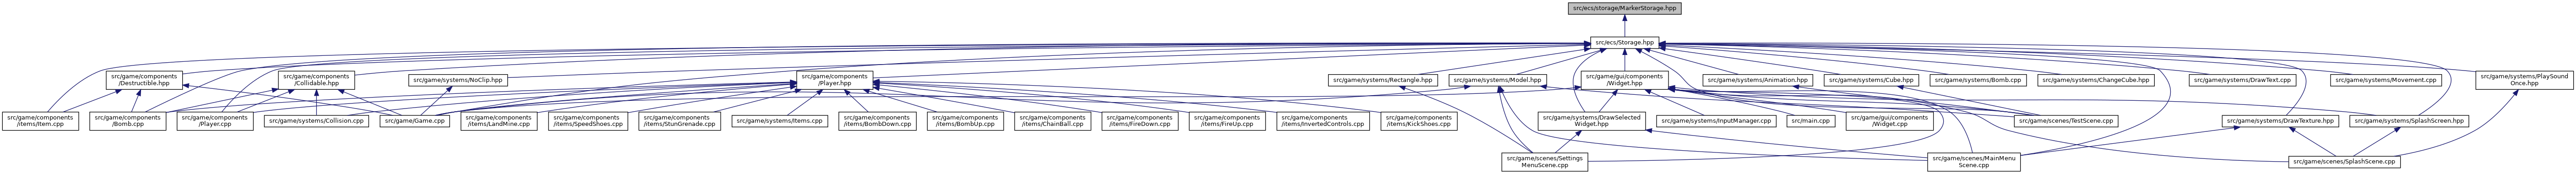 src/ecs/storage/MarkerStorage.hpp
src/ecs/Storage.hpp
src/game/components
/Destructible.hpp
src/game/components
/Collidable.hpp
src/game/systems/NoClip.hpp
src/game/components
/Player.hpp
src/game/systems/Rectangle.hpp
src/game/systems/Model.hpp
src/game/gui/components
/Widget.hpp
src/game/systems/Animation.hpp
src/game/systems/Cube.hpp
src/game/systems/Bomb.cpp
src/game/systems/ChangeCube.hpp
src/game/systems/DrawText.cpp
src/game/systems/Movement.cpp
src/game/systems/PlaySound
Once.hpp
src/game/components
/items/Item.cpp
src/game/components
/Bomb.cpp
src/game/components
/Player.cpp
src/game/systems/Collision.cpp
src/game/Game.cpp
src/game/components
/items/LandMine.cpp
src/game/components
/items/SpeedShoes.cpp
src/game/components
/items/StunGrenade.cpp
src/game/systems/Items.cpp
src/game/components
/items/BombDown.cpp
src/game/components
/items/BombUp.cpp
src/game/components
/items/ChainBall.cpp
src/game/components
/items/FireDown.cpp
src/game/components
/items/FireUp.cpp
src/game/components
/items/InvertedControls.cpp
src/game/components
/items/KickShoes.cpp
src/game/systems/DrawSelected
Widget.hpp
src/game/systems/InputManager.cpp
src/main.cpp
src/game/gui/components
/Widget.cpp
src/game/scenes/TestScene.cpp
src/game/systems/DrawTexture.hpp
src/game/systems/SplashScreen.hpp
src/game/scenes/Settings
MenuScene.cpp
src/game/scenes/MainMenu
Scene.cpp
src/game/scenes/SplashScene.cpp